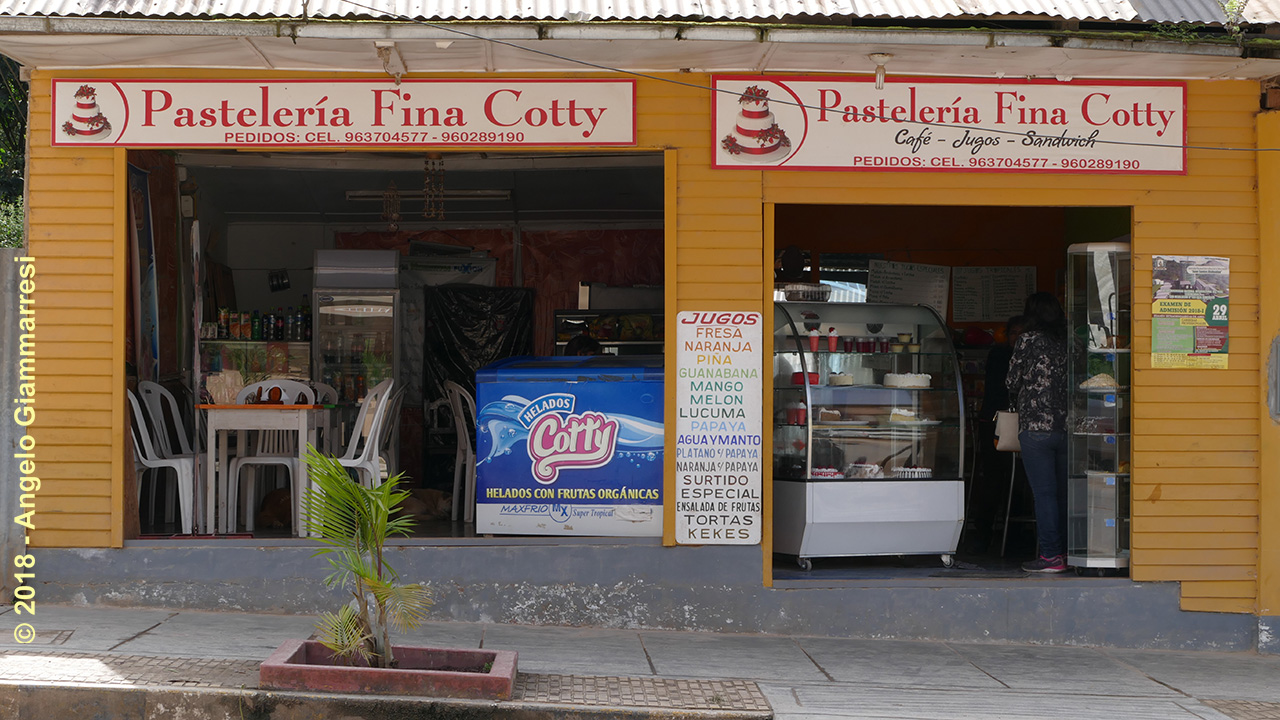 Pastelería Fina Cotty
PEDIDOS: CEL. 963704577 - 960289190
Pastelería Fina Cotty
Café - Jugos - Sandwich
PEDIDOS: CEL. 963704577 - 960289190
JUGOS
FRESA
NARANJA
PIÑA
GUANABANA
MANGO
MELON
LUCUMA
PAPAYA
AGUAYMANTO
PLATANO c/ PAPAYA
NARANJA c/ PAPAYA
SURTIDO
ESPECIAL
ENSALADA DE FRUTAS
TORTAS
KEKES
HELADOS
Cotty
HELADOS CON FRUTAS ORGÁNICAS
MAXFRIO MX Super Tropical
EXAMEN DE
ADMISIÓN 2018-I
29
ABRIL
© 2018 - Angelo Giammarresi